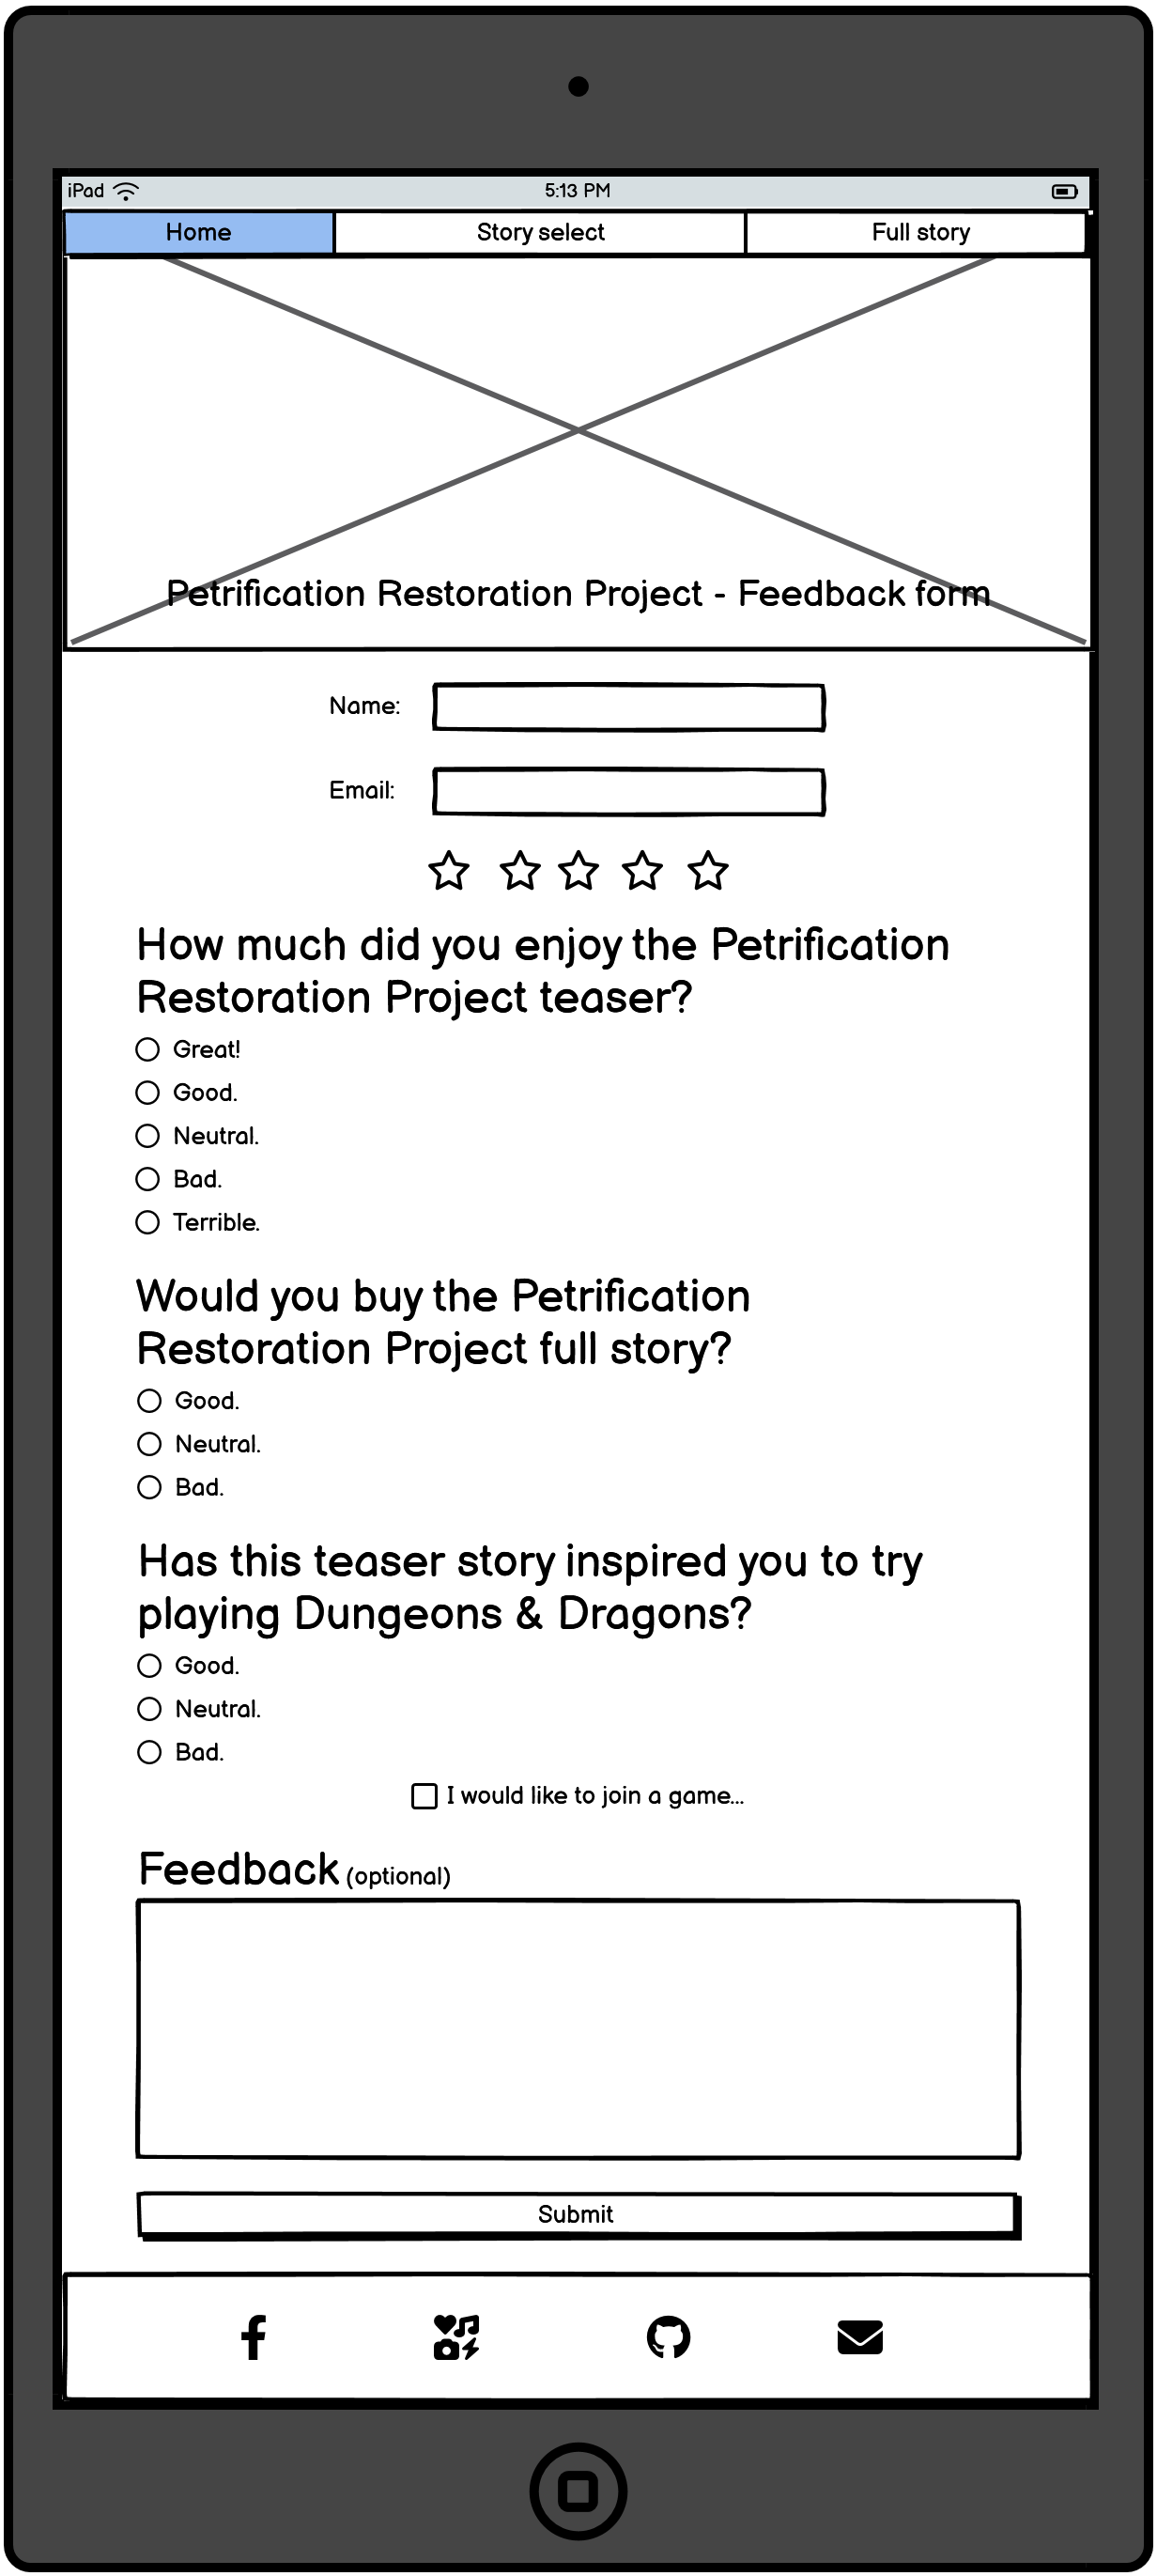 iPad 5:13 PM
Home Story select Full story
Petrification Restoration Project - Feedback form
Name:
Email:
How much did you enjoy the Petrification
Restoration Project teaser?
Great!
Good.
Neutral.
Bad.
Terrible.
Would you buy the Petrification
Restoration Project full story?
Good.
Neutral.
Bad.
Has this teaser story inspired you to try
playing Dungeons & Dragons?
Good.
Neutral.
Bad.
I would like to join a game...
Feedback (optional)
Submit